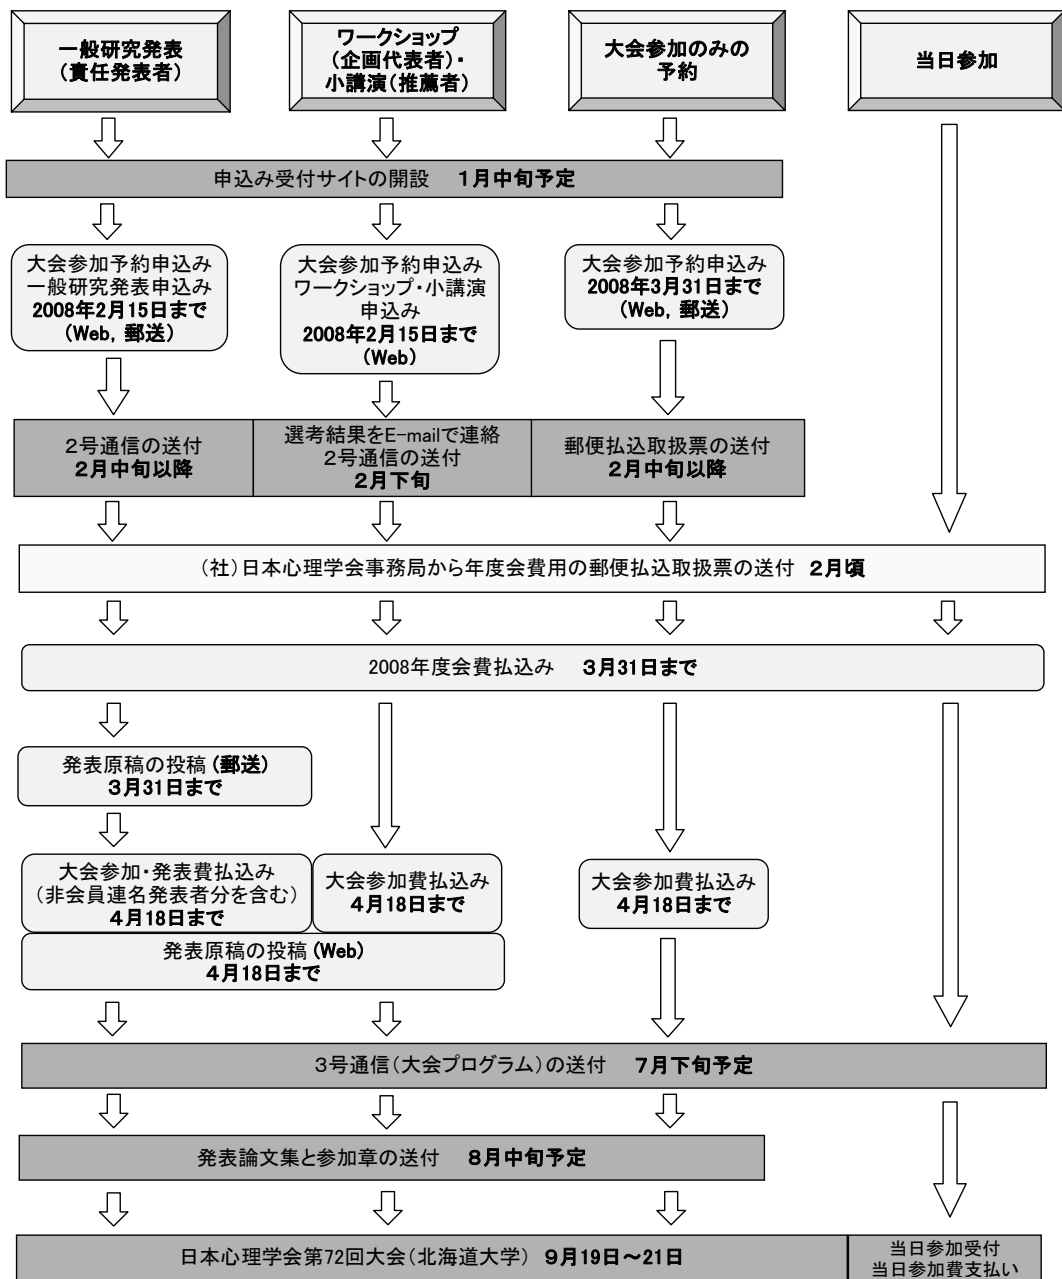 一般研究発表
(責任発表者)
ワークショップ
(企画代表者)・
小講演(推薦者)
大会参加のみの
予約
当日参加
申込み受付サイトの開設 1月中旬予定
大会参加予約申込み
一般研究発表申込み
2008年2月15日まで
(Web, 郵送)
大会参加予約申込み
ワークショップ・小講演
申込み
2008年2月15日まで
(Web)
大会参加予約申込み
2008年3月31日まで
(Web, 郵送)
2号通信の送付
2月中旬以降
選考結果をE-mailで連絡
2号通信の送付
2月下旬
郵便払込取扱票の送付
2月中旬以降
(社)日本心理学会事務局から年度会費用の郵便払込取扱票の送付 2月頃
2008年度会費払込み 3月31日まで
発表原稿の投稿(郵送)
3月31日まで
大会参加・発表費払込み
(非会員連名発表者分を含む)
4月18日まで
大会参加費払込み
4月18日まで
大会参加費払込み
4月18日まで
発表原稿の投稿(Web)
4月18日まで
3号通信(大会プログラム)の送付 7月下旬予定
発表論文集と参加章の送付 8月中旬予定
日本心理学会第72回大会(北海道大学) 9月19日~21日
当日参加受付
当日参加費支払い